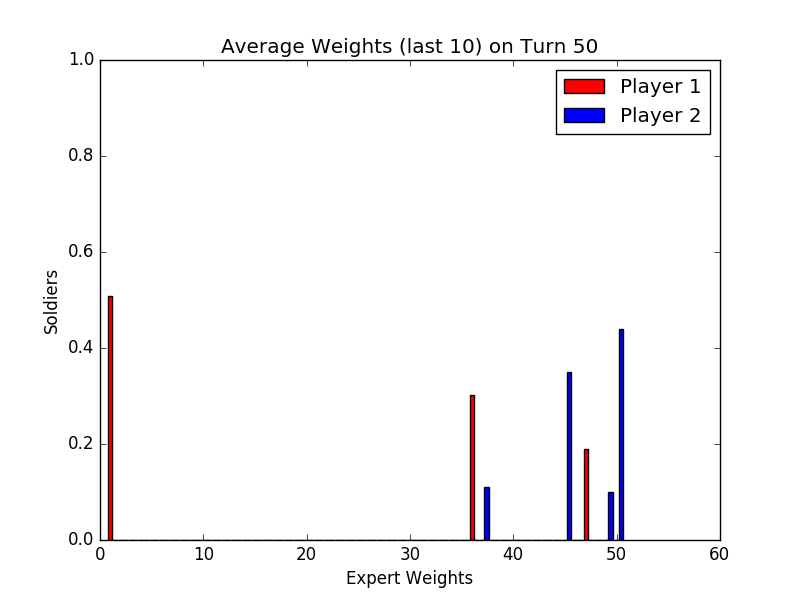 Average Weights (last 10) on Turn 50
1.0
0.8
0.6
0.4
0.2
0.0
Soldiers
Player 1
Player 2
0 10 20 30 40 50 60
Expert Weights